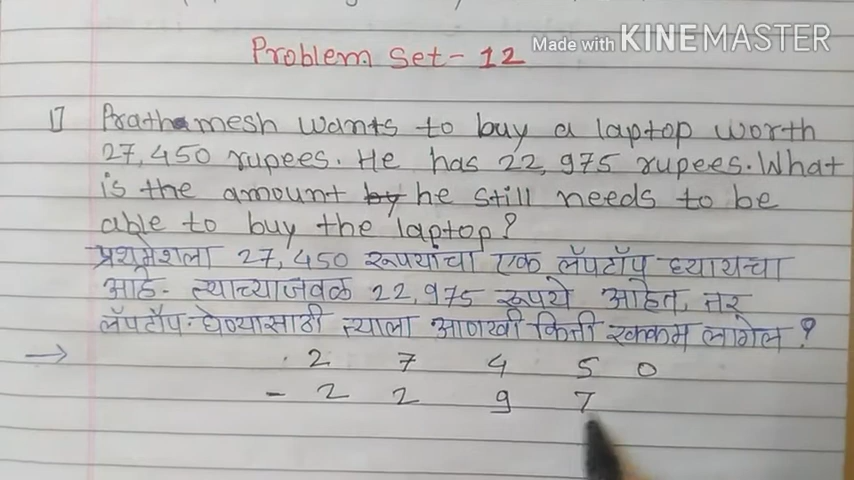 Problem Set - 12
Made with KINEMASTER
1] Prathamesh wants to buy a laptop worth
27,450 rupees. He has 22,975 rupees. What
is the amount by he still needs to be
able to buy the laptop?
प्रथमेशला 27,450 रूपयांचा एक लॅपटॉप घ्यायचा
आहे. त्याच्याजवळ 22,975 रूपये आहेत, तर
लॅपटॉप घेण्यासाठी त्याला आणखी किती रक्कम लागेल?
→ 2 7 4 5 0
- 2 2 9 7